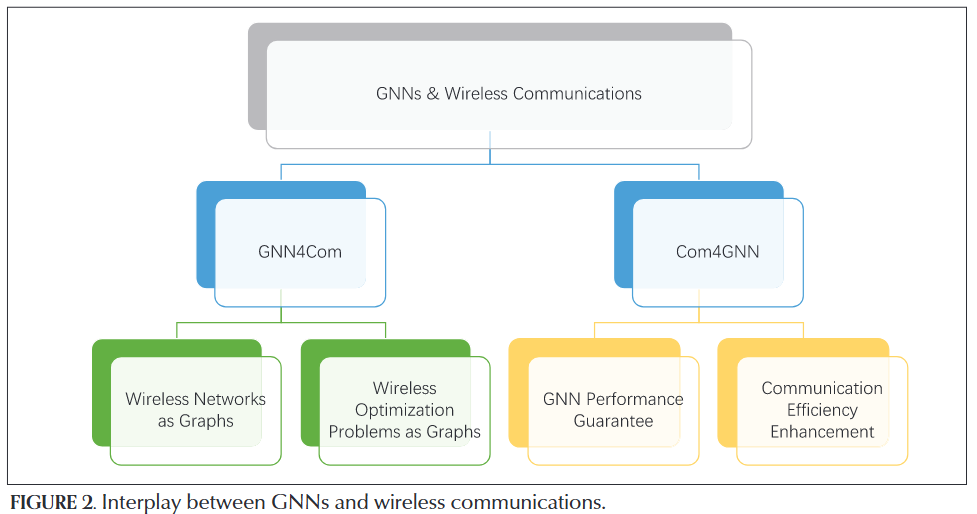 GNNs & Wireless Communications
GNN4Com
Com4GNN
Wireless Networks
as Graphs
Wireless
Optimization
Problems as Graphs
GNN Performance
Guarantee
Communication
Efficiency
Enhancement
FIGURE 2. Interplay between GNNs and wireless communications.